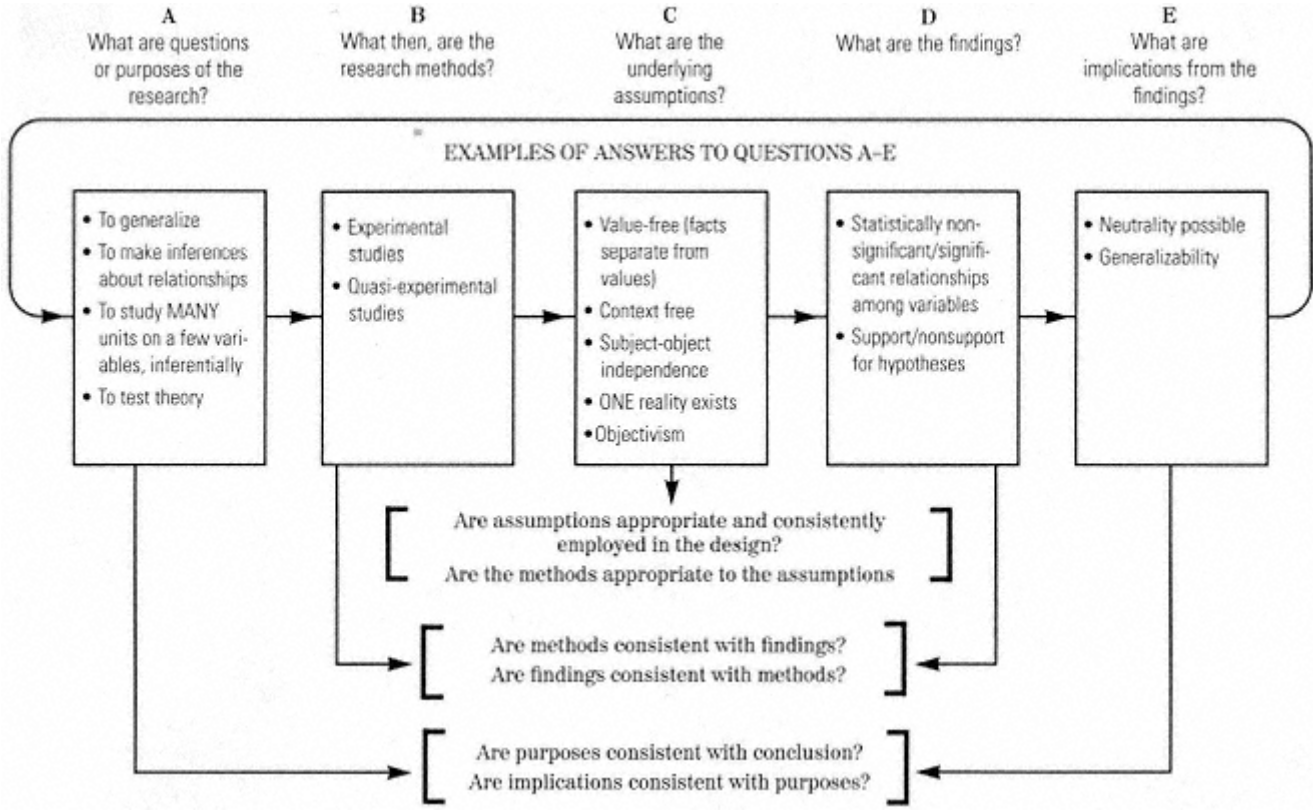 A
What are questions
or purposes of the
research?
B
What then, are the
research methods?
C
What are the
underlying
assumptions?
D
What are the findings?
E
What are
implications from the
findings?
EXAMPLES OF ANSWERS TO QUESTIONS A–E
• To generalize
• To make inferences
about relationships
• To study MANY
units on a few vari-
ables, inferentially
• To test theory
• Experimental
studies
• Quasi-experimental
studies
• Value-free (facts
separate from
values)
• Context free
• Subject-object
independence
• ONE reality exists
• Objectivism
• Statistically non-
significant/signifi-
cant relationships
among variables
• Support/nonsupport
for hypotheses
• Neutrality possible
• Generalizability
Are assumptions appropriate and consistently
employed in the design?
Are the methods appropriate to the assumptions
Are methods consistent with findings?
Are findings consistent with methods?
Are purposes consistent with conclusion?
Are implications consistent with purposes?